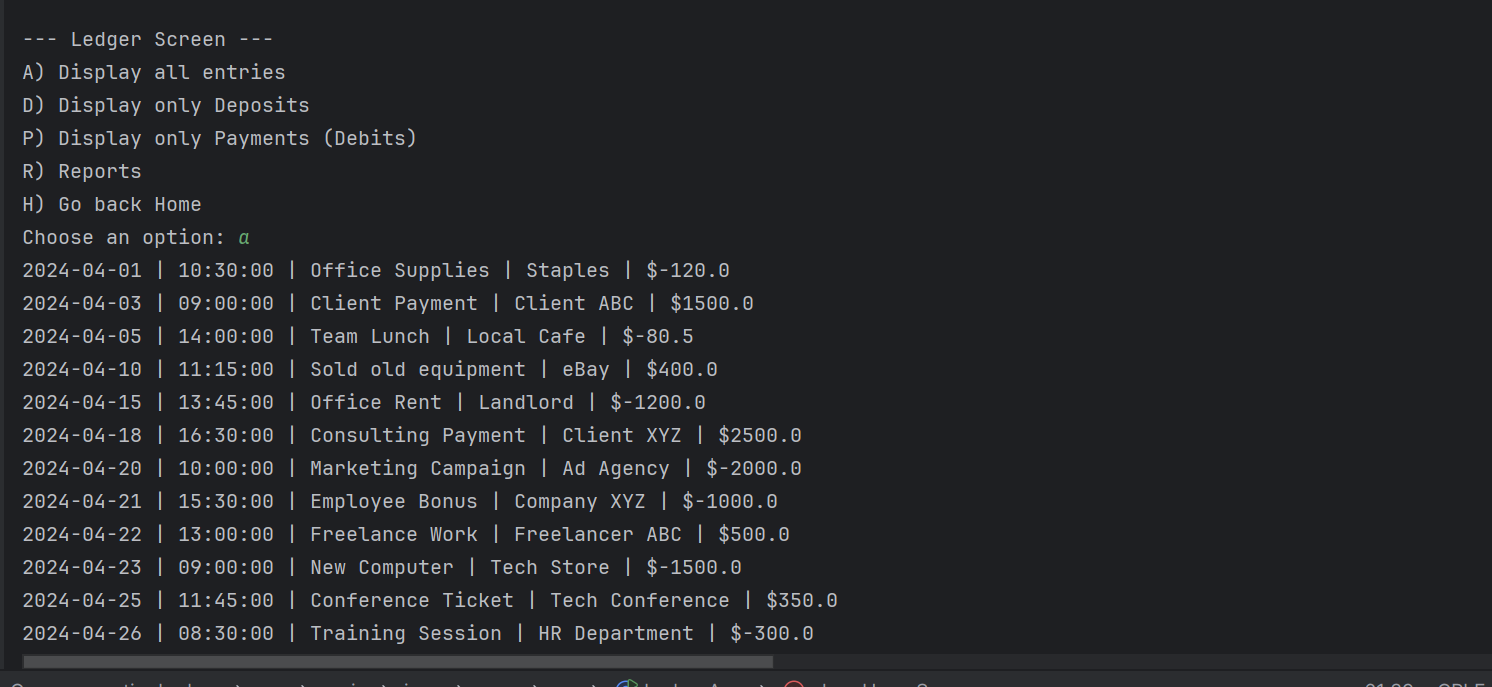 --- Ledger Screen ---
A) Display all entries
D) Display only Deposits
P) Display only Payments (Debits)
R) Reports
H) Go back Home
Choose an option: a
2024-04-01 | 10:30:00 | Office Supplies | Staples | $-120.0
2024-04-03 | 09:00:00 | Client Payment | Client ABC | $1500.0
2024-04-05 | 14:00:00 | Team Lunch | Local Cafe | $-80.5
2024-04-10 | 11:15:00 | Sold old equipment | eBay | $400.0
2024-04-15 | 13:45:00 | Office Rent | Landlord | $-1200.0
2024-04-18 | 16:30:00 | Consulting Payment | Client XYZ | $2500.0
2024-04-20 | 10:00:00 | Marketing Campaign | Ad Agency | $-2000.0
2024-04-21 | 15:30:00 | Employee Bonus | Company XYZ | $-1000.0
2024-04-22 | 13:00:00 | Freelance Work | Freelancer ABC | $500.0
2024-04-23 | 09:00:00 | New Computer | Tech Store | $-1500.0
2024-04-25 | 11:45:00 | Conference Ticket | Tech Conference | $350.0
2024-04-26 | 08:30:00 | Training Session | HR Department | $-300.0